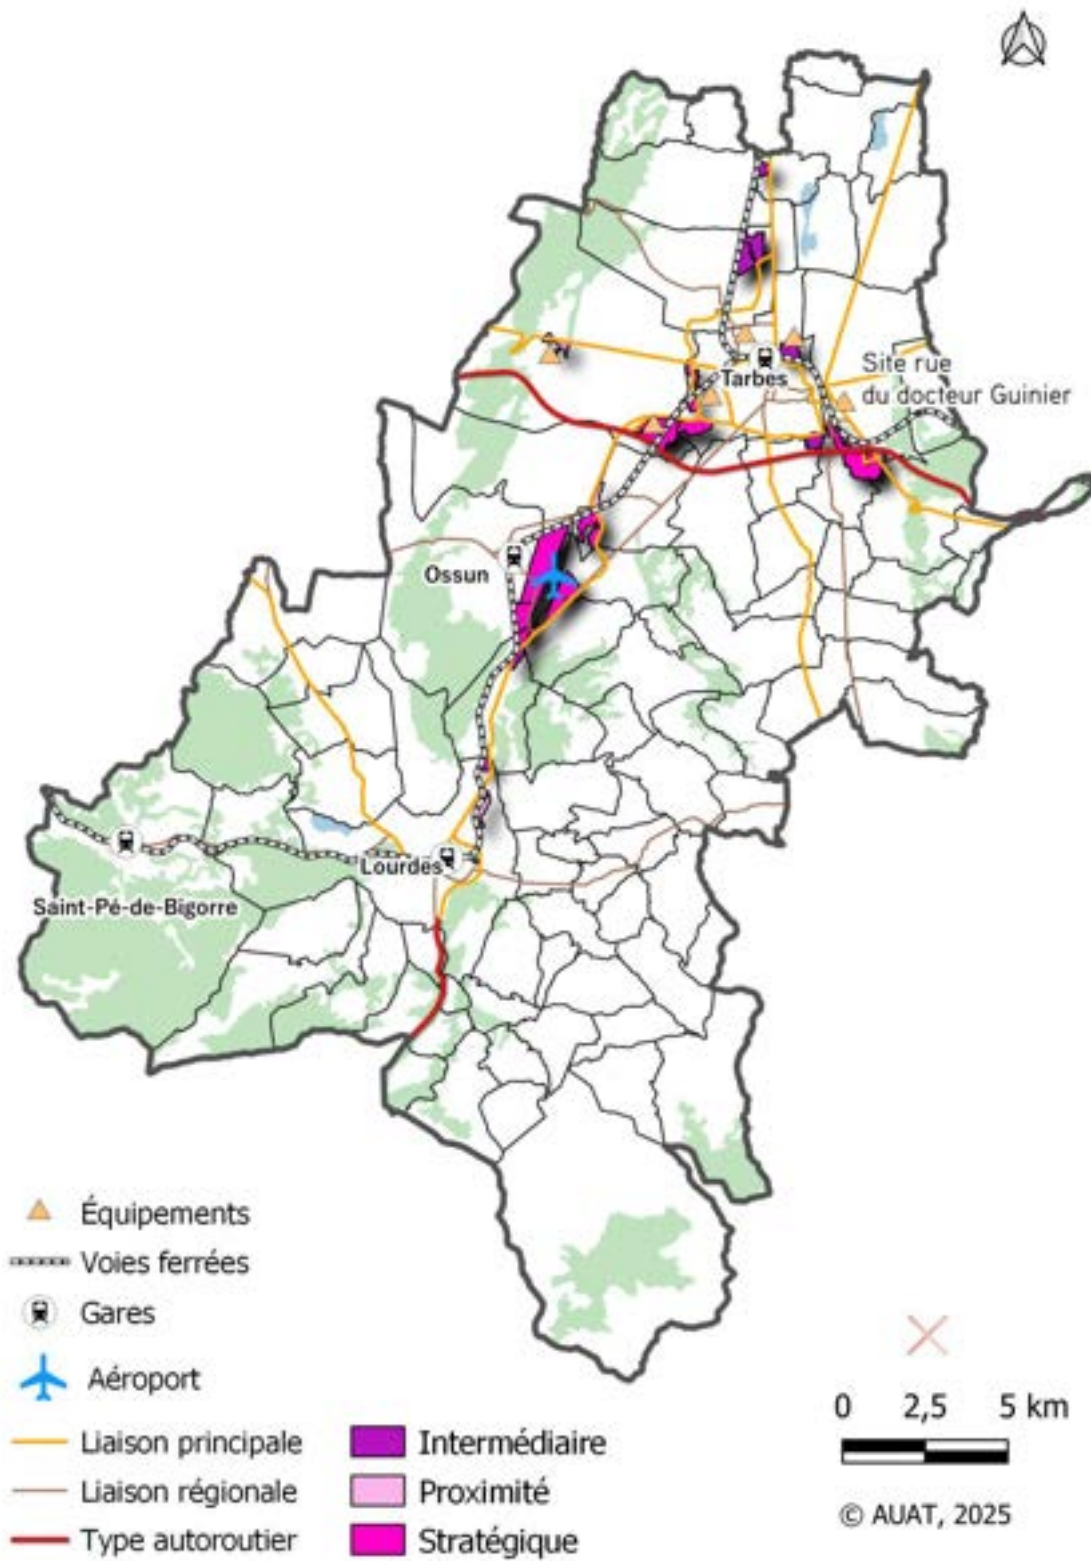 Tarbes
Site rue
du docteur Guinier
Ossun
Lourdes
Saint-Pé-de-Bigorre
Équipements
Voies ferrées
Gares
Aéroport
Liaison principale
Liaison régionale
Type autoroutier
Intermédiaire
Proximité
Stratégique
0 2,5 5 km
© AUAT, 2025